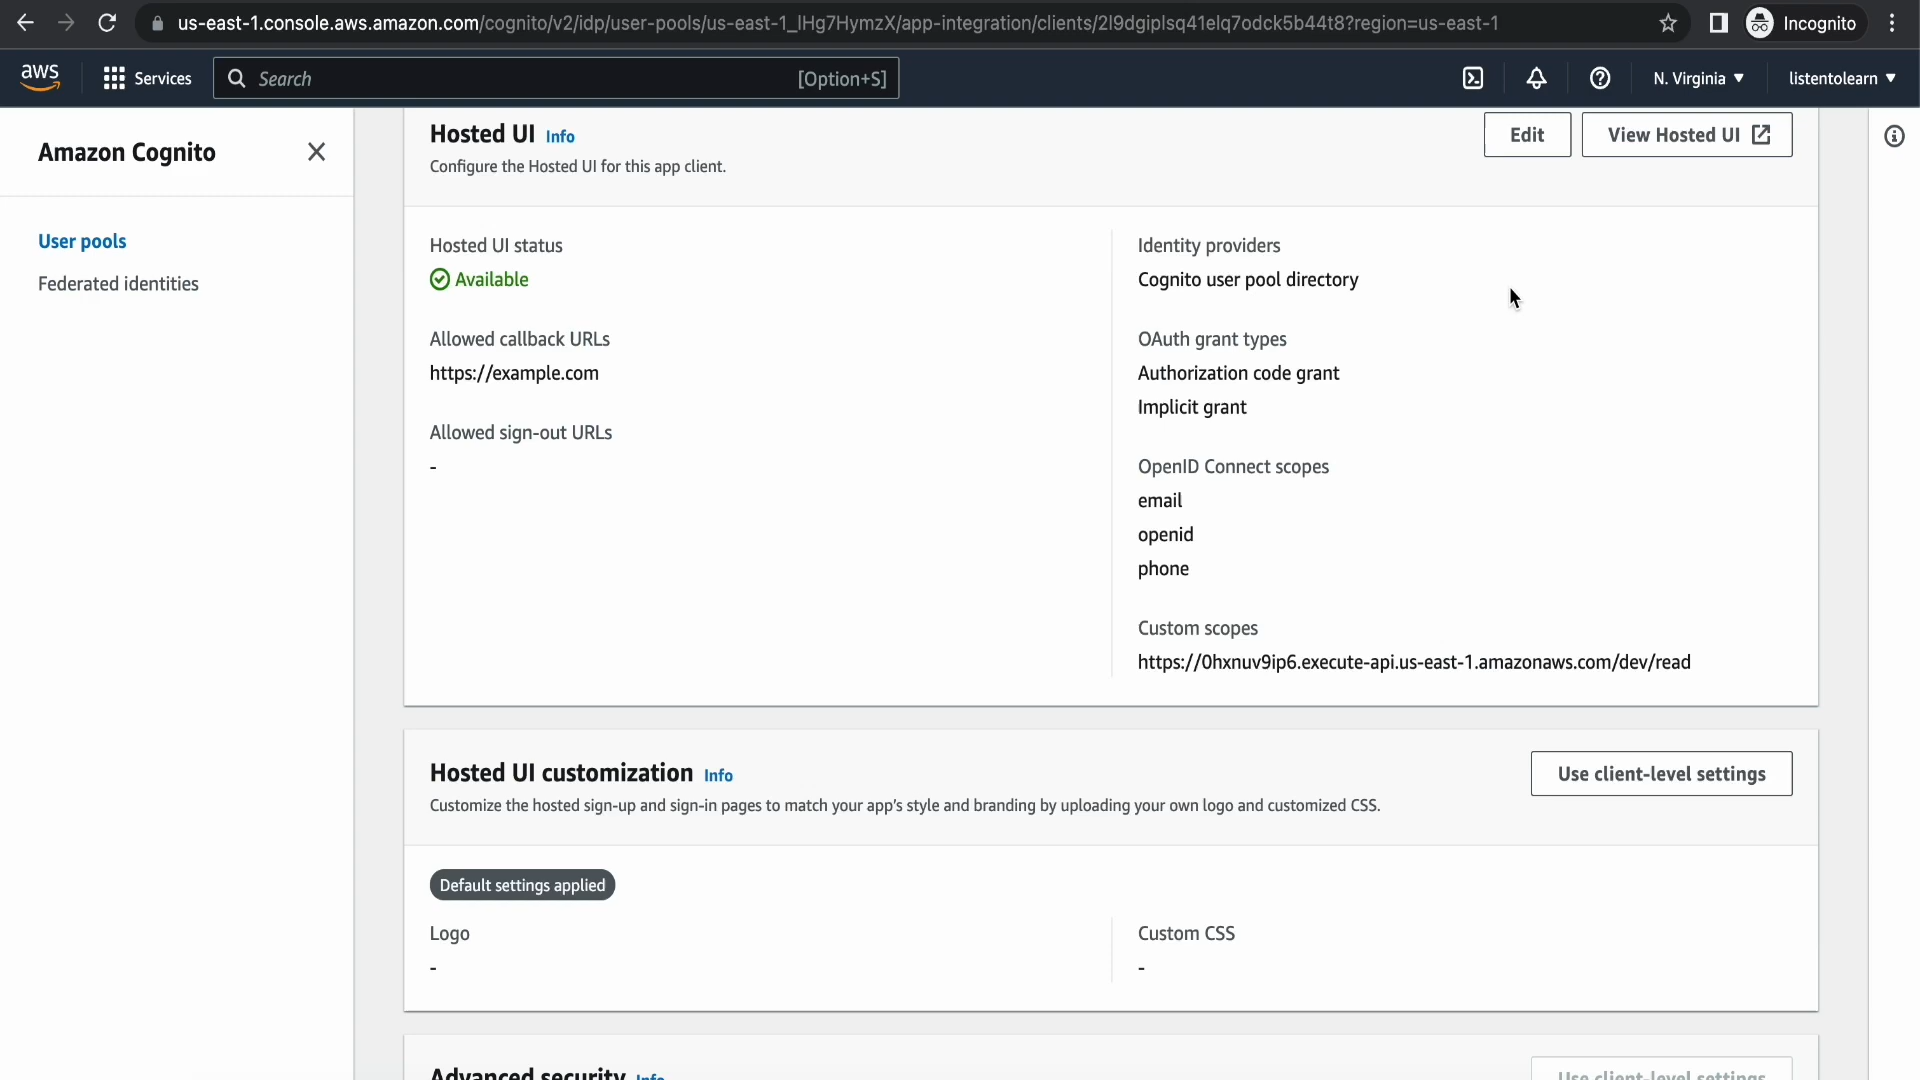 us-east-1.console.aws.amazon.com/cognito/v2/idp/user-pools/us-east-1_lHg7HymzX/app-integration/clients/2l9dgiplsq41elq7odck5b44t8?region=us-east-1
Incognito
aws
Services
Search
[Option+S]
N. Virginia
listentolearn
Amazon Cognito
User pools
Federated identities
Hosted UI Info
Configure the Hosted UI for this app client.
Edit
View Hosted UI
Hosted UI status
Available
Allowed callback URLs
https://example.com
Allowed sign-out URLs
-
Identity providers
Cognito user pool directory
OAuth grant types
Authorization code grant
Implicit grant
OpenID Connect scopes
email
openid
phone
Custom scopes
https://0hxnuv9ip6.execute-api.us-east-1.amazonaws.com/dev/read
Hosted UI customization Info
Customize the hosted sign-up and sign-in pages to match your app's style and branding by uploading your own logo and customized CSS.
Use client-level settings
Default settings applied
Logo
-
Custom CSS
-
Advanced security Info
Use client-level settings